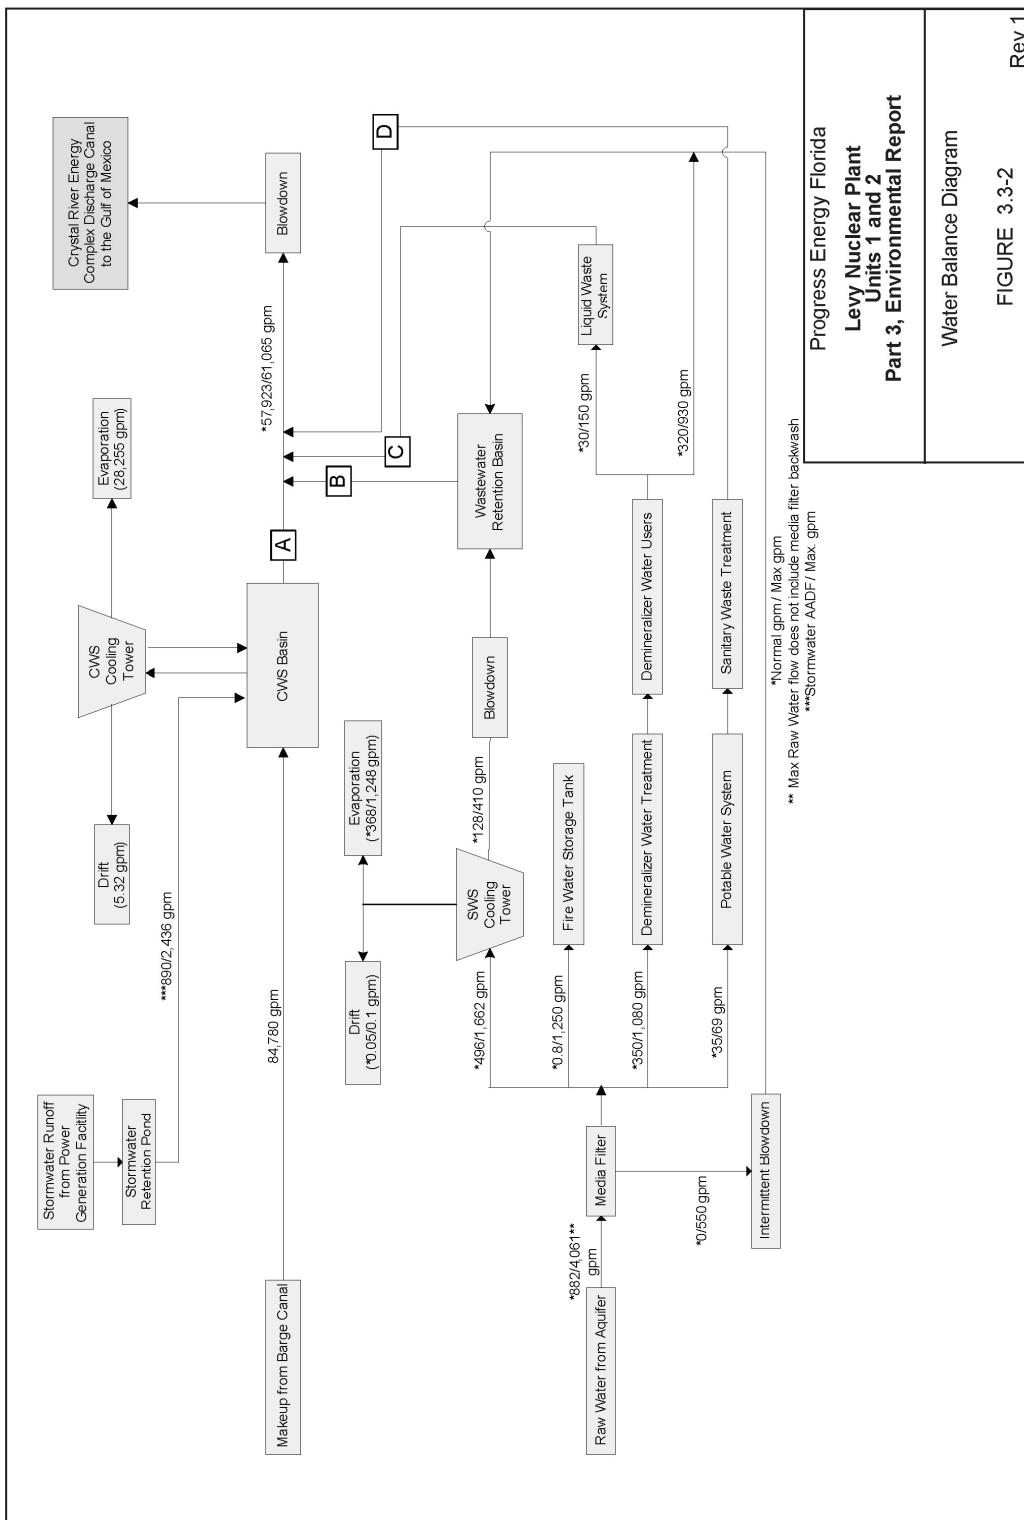 Stormwater Runoff
from Power
Generation Facitlity
Stormwater
Retention Pond
***890/2,436 gpm
Drift
(5.32 gpm)
CWS
Cooling
Tower
Evaporation
(28,255 gpm)
Crystal River Energy
Complex Discharge Canal
to the Gulf of Mexico
Makeup from Barge Canal
84,780 gpm
CWS Basin
A
*57,923/61,065 gpm
Blowdown
B
C
D
Drift
(*0.05/0.1 gpm)
Evaporation
(*368/1,248 gpm)
*496/1,662 gpm
SWS
Cooling
Tower
*128/410 gpm
Blowdown
Wastewater
Retention Basin
*0.8/1,250 gpm
Fire Water Storage Tank
Raw Water from Aquifer
*882/4,061**
gpm
Media Filter
*350/1,080 gpm
Demineralizer Water Treatment
Demineralizer Water Users
*30/150 gpm
Liquid Waste
System
*320/930 gpm
*35/69 gpm
Potable Water System
Sanitary Waste Treatment
*0/550 gpm
Intermittent Blowdown
*Normal gpm / Max gpm
** Max Raw Water flow does not include media filter backwash
***Stormwater AADF / Max. gpm
Progress Energy Florida
Levy Nuclear Plant
Units 1 and 2
Part 3, Environmental Report
Water Balance Diagram
FIGURE 3.3-2
Rev 1